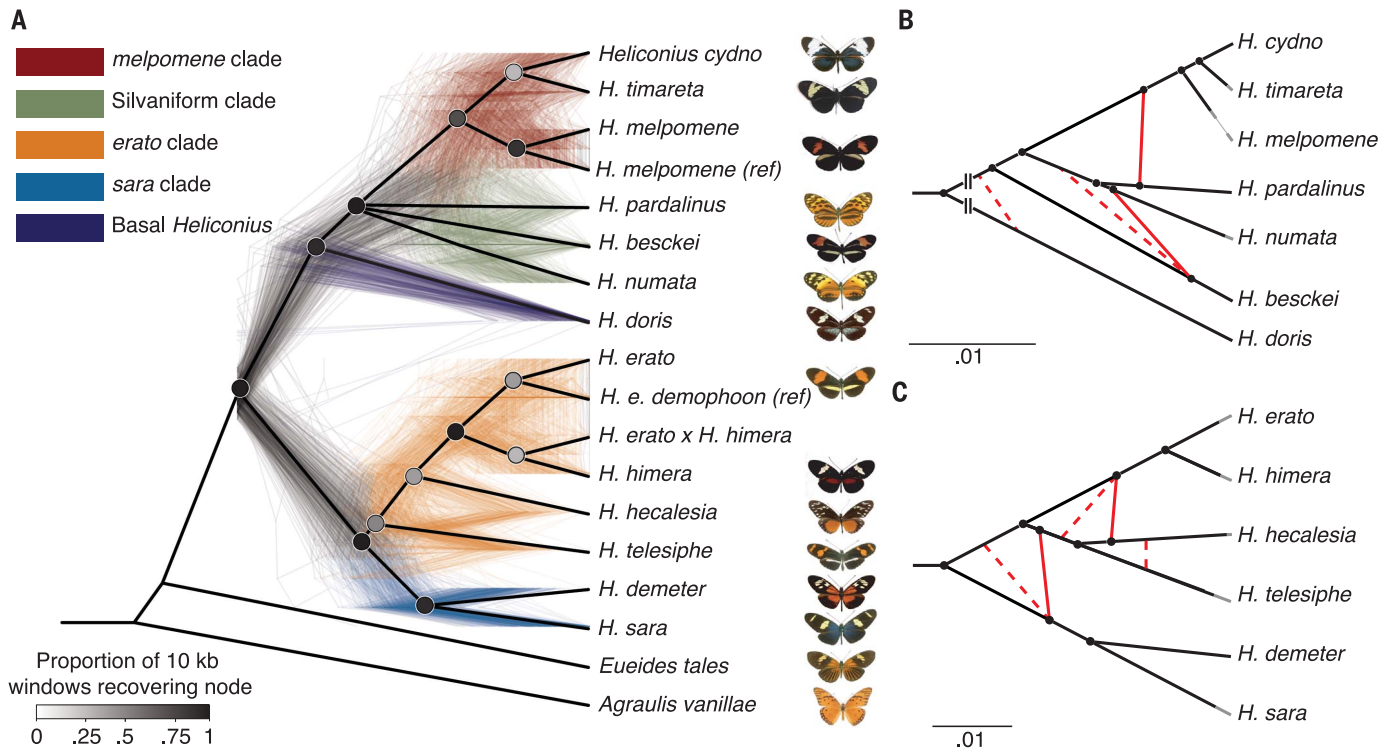 A
melpomene clade
Silvaniform clade
erato clade
sara clade
Basal Heliconius
Heliconius cydno
H. timareta
H. melpomene
H. melpomene (ref)
H. pardalinus
H. besckei
H. numata
H. doris
H. erato
H. e. demophoon (ref)
H. erato x H. himera
H. himera
H. hecalesia
H. telesiphe
H. demeter
H. sara
Eueides tales
Agraulis vanillae
Proportion of 10 kb
windows recovering node
0 .25 .5 .75 1
B
H. cydno
H. timareta
H. melpomene
H. pardalinus
H. numata
H. besckei
H. doris
.01
C
H. erato
H. himera
H. hecalesia
H. telesiphe
H. demeter
H. sara
.01